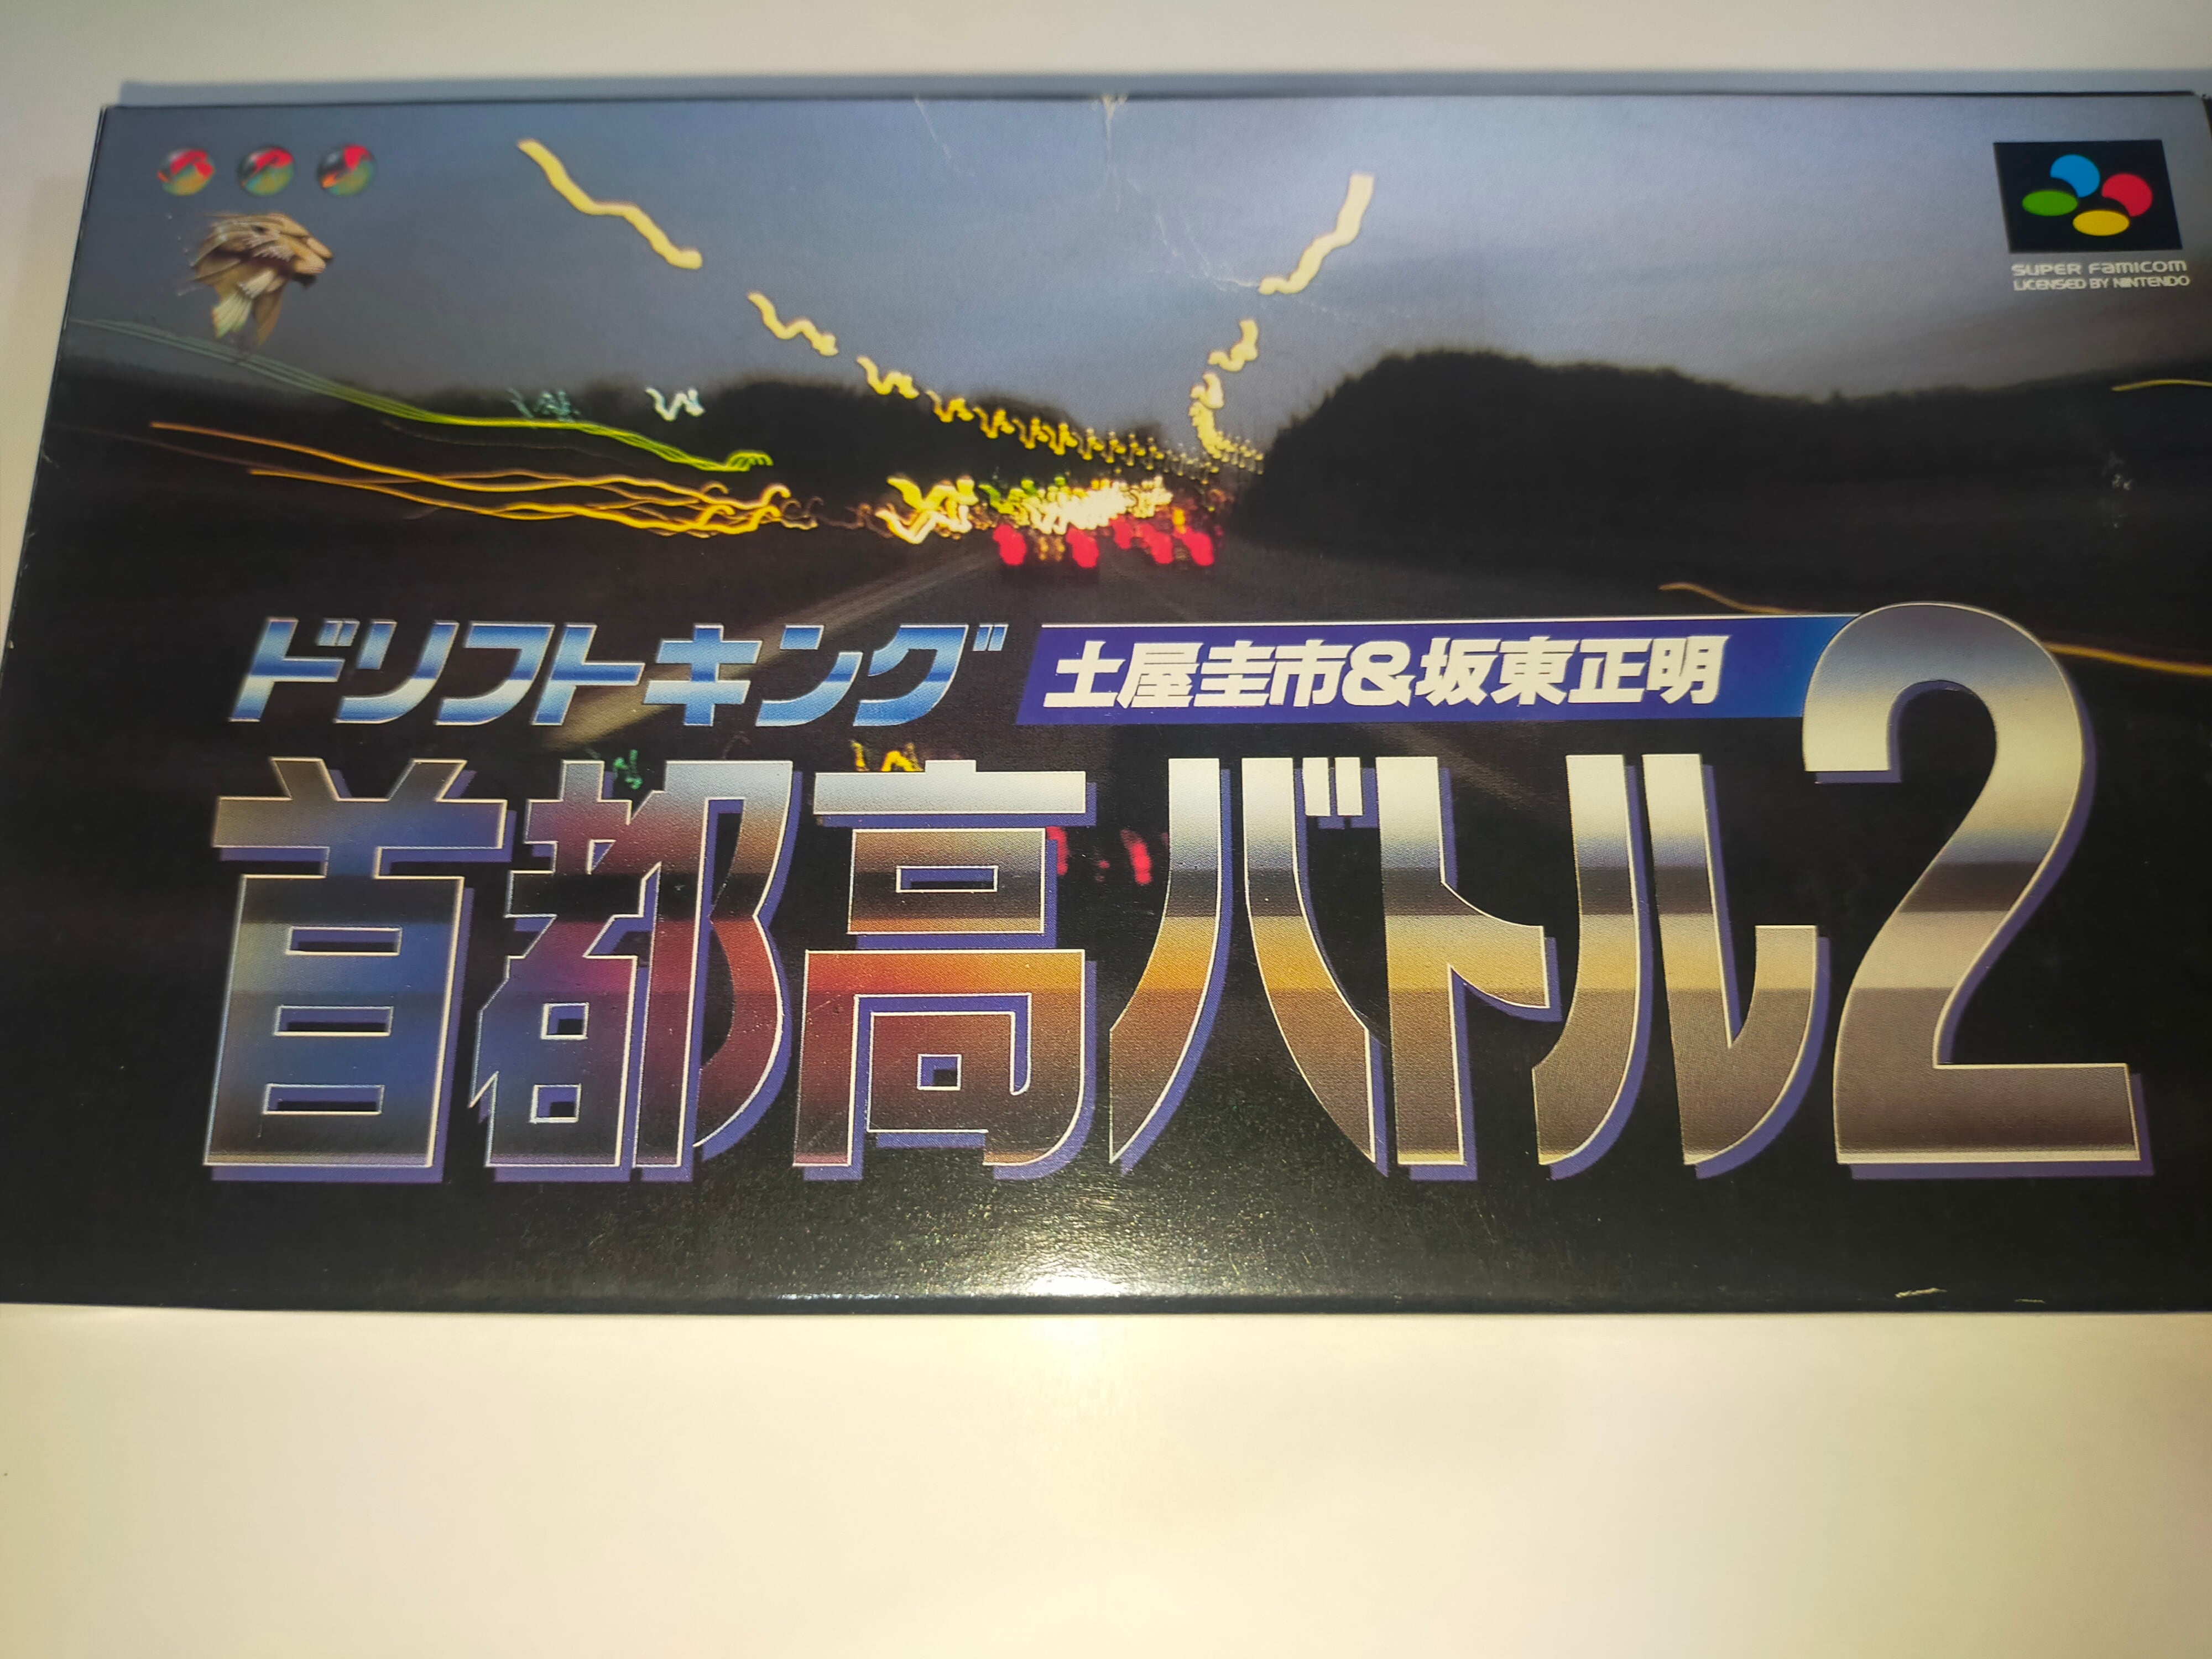 SUPER FAMICOM
LICENSED BY NINTENDO
ドリフトキング 土屋圭市&坂東正明
首都高バトル2